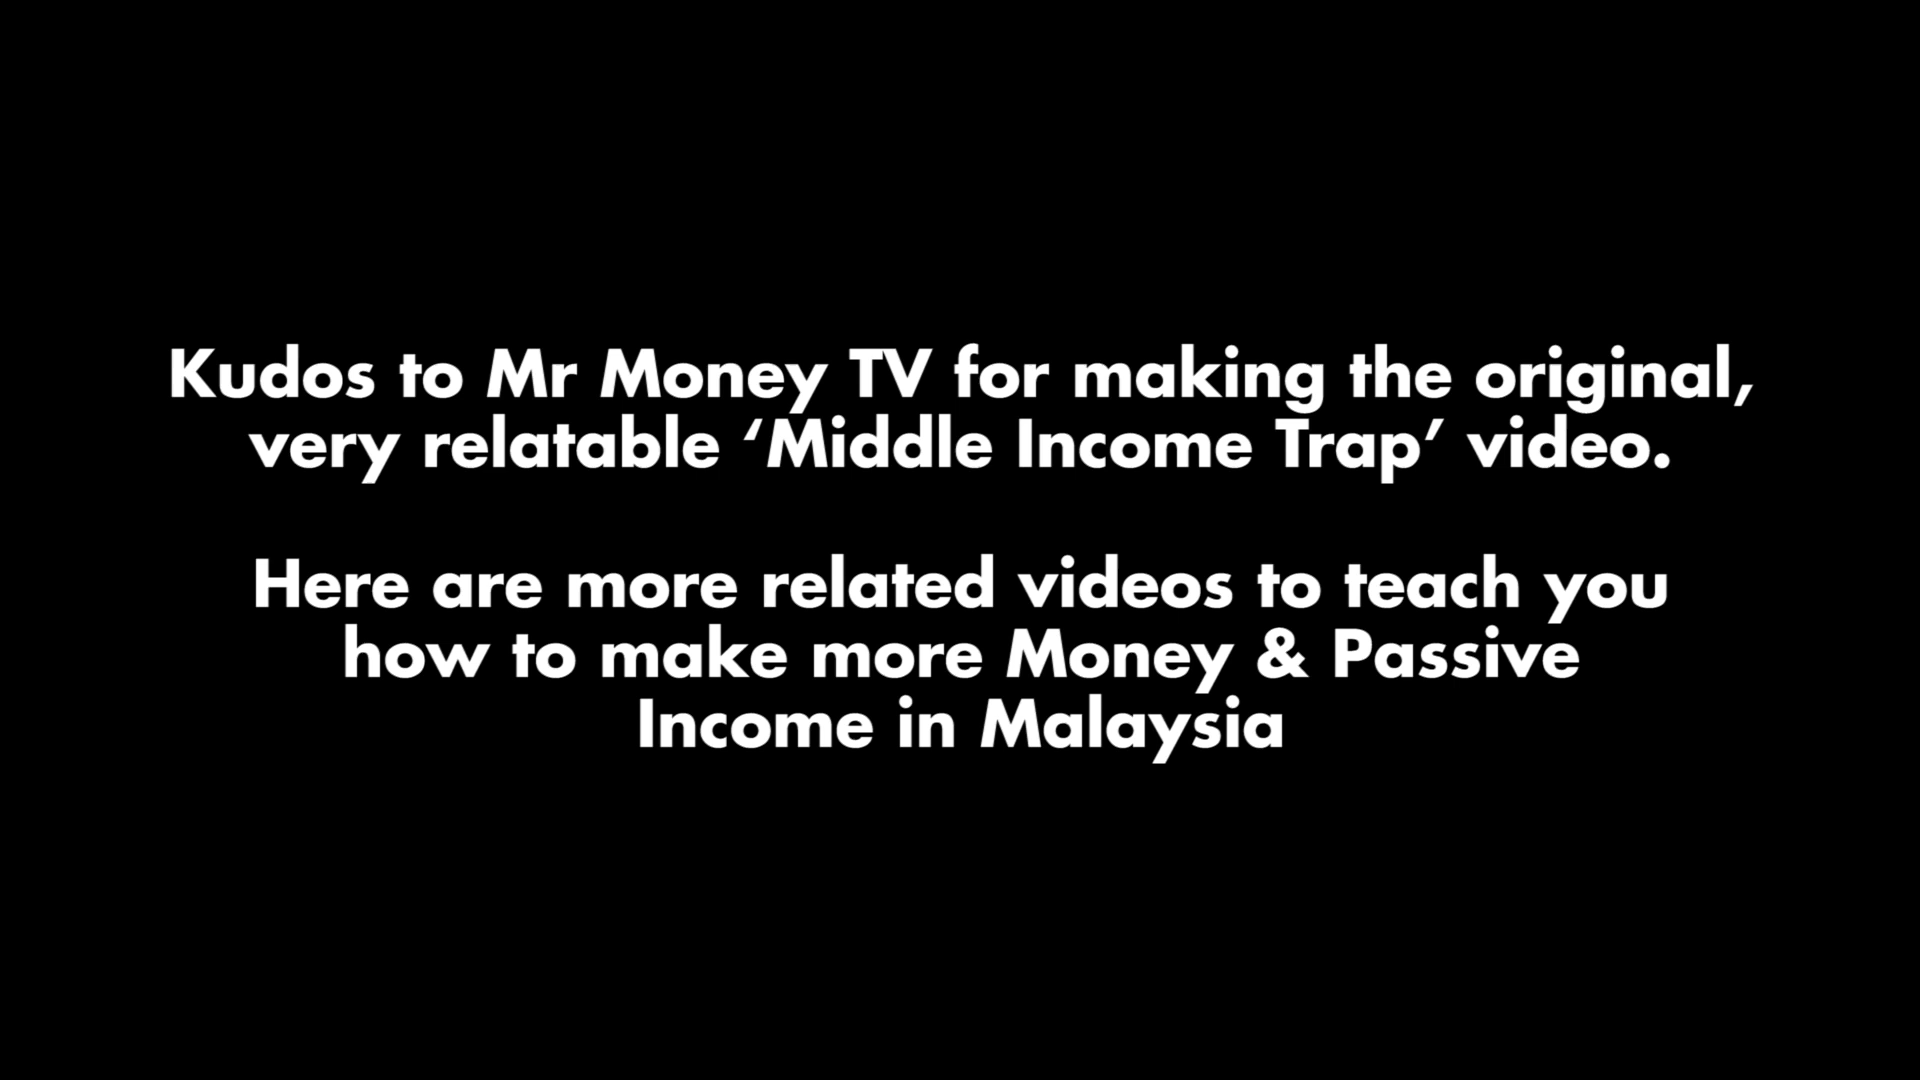 Kudos to Mr Money TV for making the original,
very relatable ‘Middle Income Trap’ video.
Here are more related videos to teach you
how to make more Money & Passive
Income in Malaysia